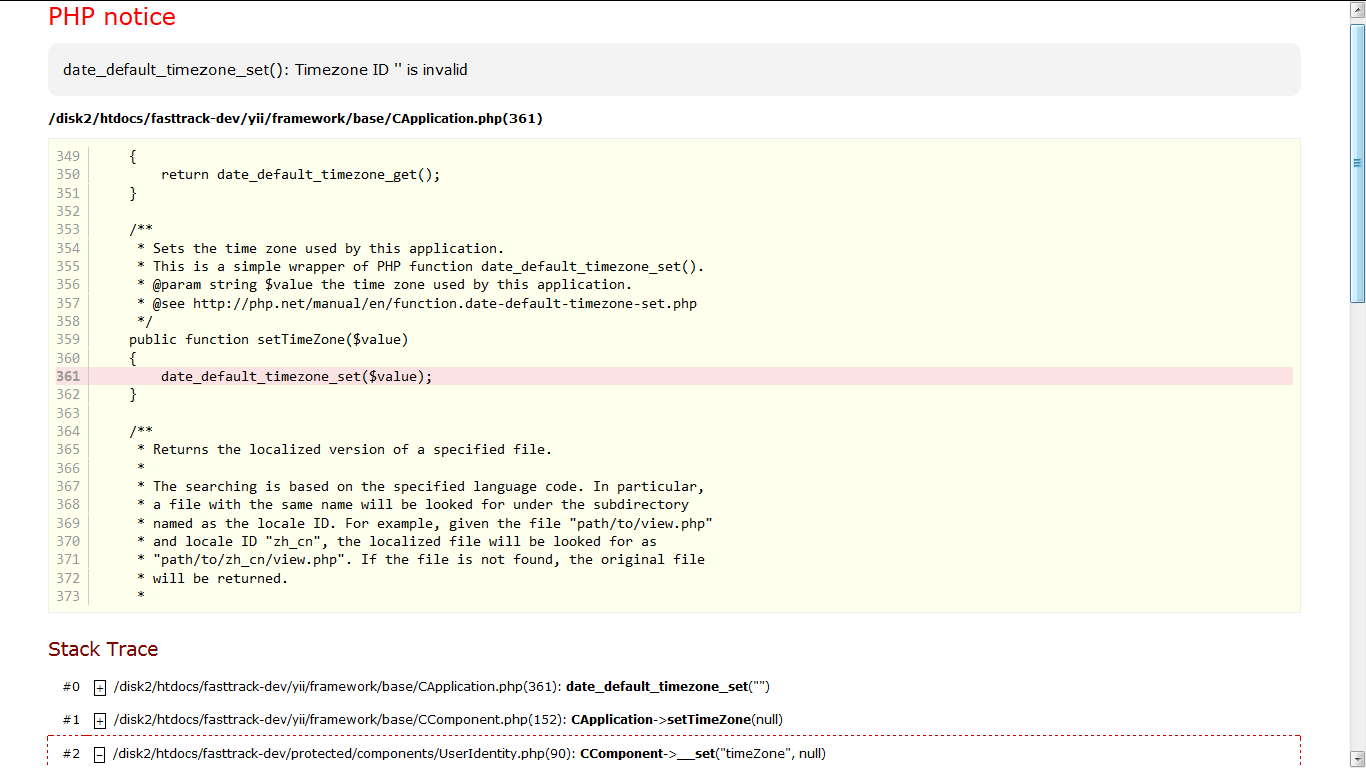 PHP notice
date_default_timezone_set(): Timezone ID '' is invalid
/disk2/htdocs/fasttrack-dev/yii/framework/base/CApplication.php(361)
349     {
350         return date_default_timezone_get();
351     }
352
353     /**
354      * Sets the time zone used by this application.
355      * This is a simple wrapper of PHP function date_default_timezone_set().
356      * @param string $value the time zone used by this application.
357      * @see http://php.net/manual/en/function.date-default-timezone-set.php
358      */
359     public function setTimeZone($value)
360     {
361         date_default_timezone_set($value);
362     }
363
364     /**
365      * Returns the localized version of a specified file.
366      *
367      * The searching is based on the specified language code. In particular,
368      * a file with the same name will be looked for under the subdirectory
369      * named as the locale ID. For example, given the file "path/to/view.php"
370      * and locale ID "zh_cn", the localized file will be looked for as
371      * "path/to/zh_cn/view.php". If the file is not found, the original file
372      * will be returned.
373      *
Stack Trace
#0 + /disk2/htdocs/fasttrack-dev/yii/framework/base/CApplication.php(361): date_default_timezone_set("")
#1 + /disk2/htdocs/fasttrack-dev/yii/framework/base/CComponent.php(152): CApplication->setTimeZone(null)
#2 – /disk2/htdocs/fasttrack-dev/protected/components/UserIdentity.php(90): CComponent->__set("timeZone", null)